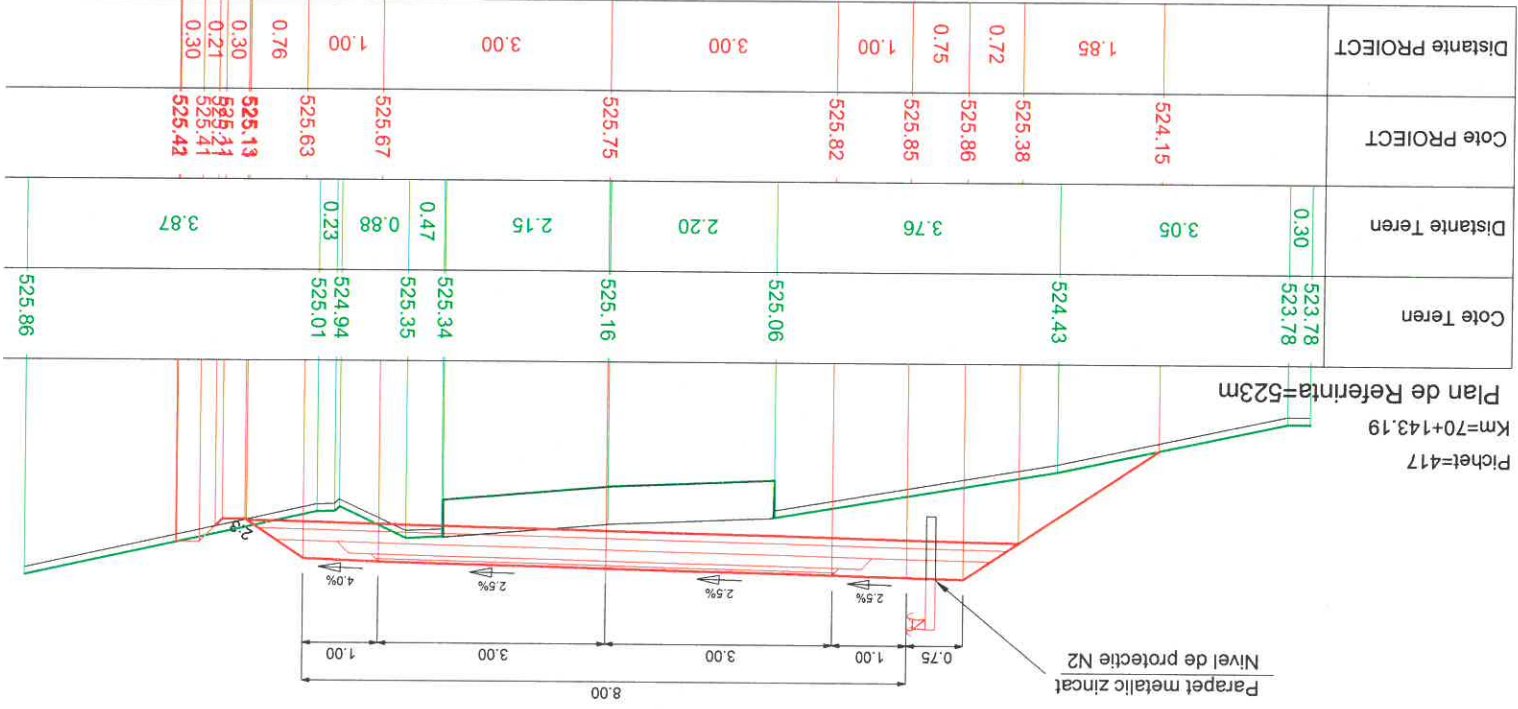 8.00
Parapet metalic zincat
Nivel de protectie N2
0.75 1.00 3.00 3.00 1.00
2.5% 2.5% 2.5% 4.0%
Pichet=417
Km=70+143.19
Plan de Referinta=523m
Cote Teren 523.78 523.78 524.43 525.06 525.16 525.34 525.35 524.94 525.01 525.86
Distante Teren 0.30 3.05 3.76 2.20 2.15 0.47 0.88 0.23 3.87
Cote PROIECT 524.15 525.38 525.86 525.85 525.82 525.75 525.67 525.63 525.13 525.11 525.21 525.41 525.42
Distante PROIECT 1.85 0.72 0.75 1.00 3.00 3.00 1.00 0.76 0.30 0.21 0.30